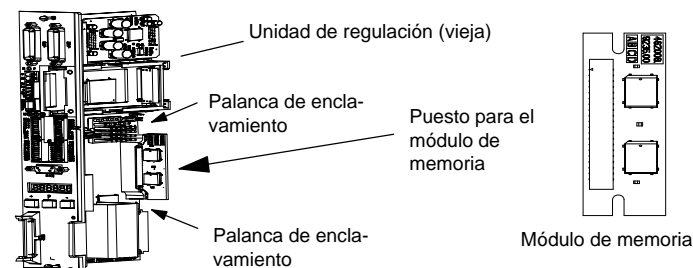 Unidad de regulación (vieja)
Palanca de encla-
vamiento
Puesto para el
módulo de
memoria
Palanca de encla-
vamiento
Módulo de memoria